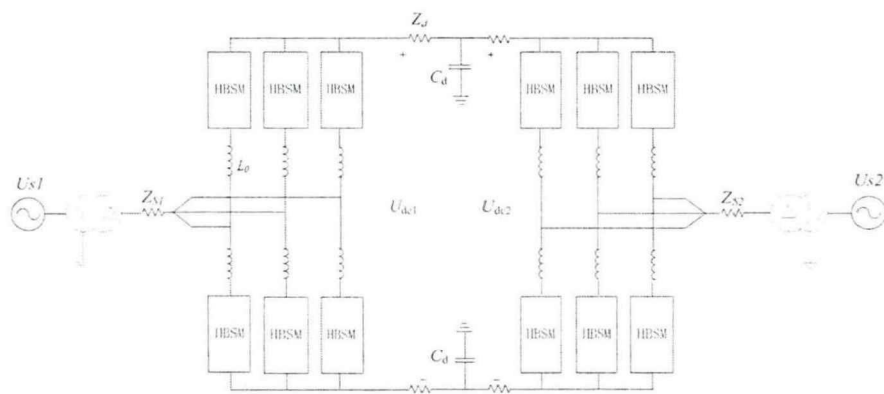 Z_d
+
+
C_d
HBSM HBSM HBSM
HBSM HBSM HBSM
L_0
Us1
Z_S1
U_dc1
U_dc2
Z_S2
Us2
HBSM HBSM HBSM
C_d
HBSM HBSM HBSM
-
-